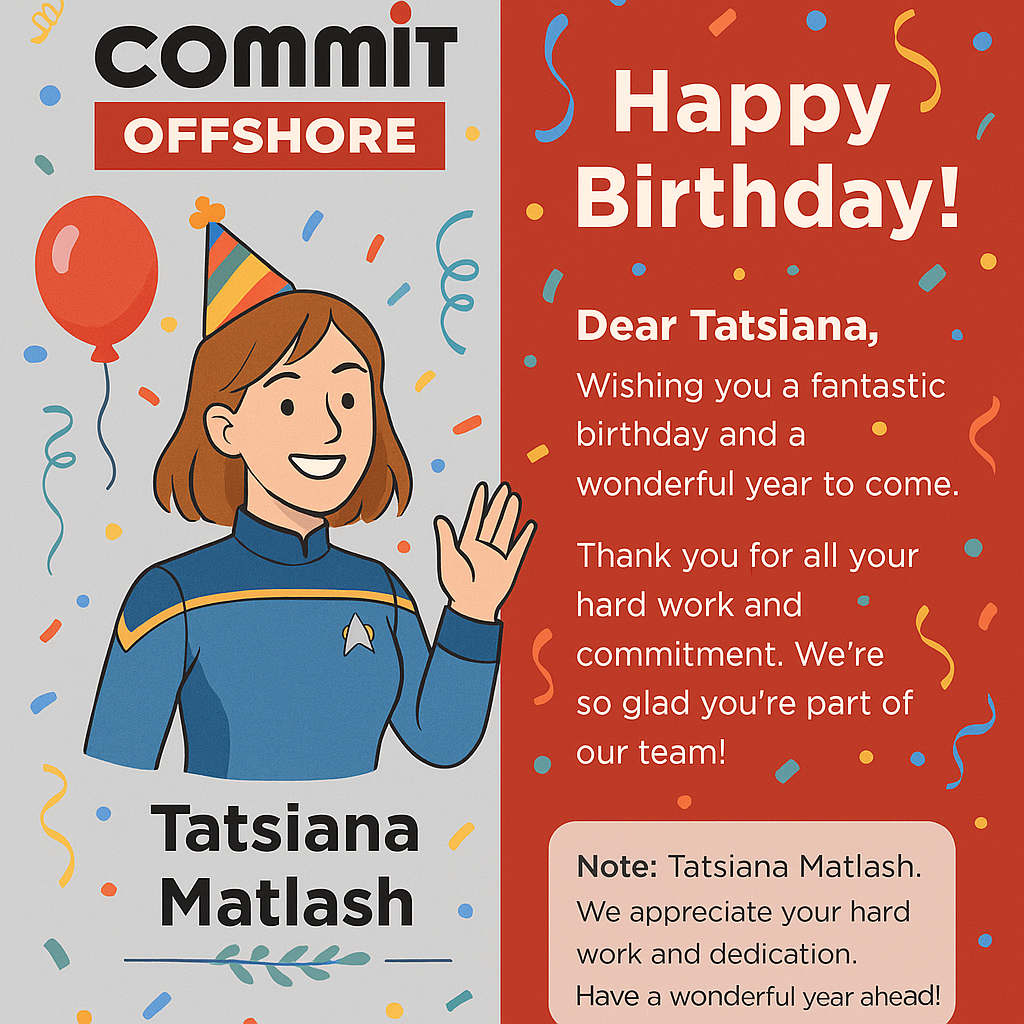 COMMIT
OFFSHORE
Tatsiana
Matlash
Happy
Birthday!
Dear Tatsiana,
Wishing you a fantastic
birthday and a
wonderful year to come.
Thank you for all your
hard work and
commitment. We're
so glad you're part of
our team!
Note: Tatsiana Matlash.
We appreciate your hard
work and dedication.
Have a wonderful year ahead!